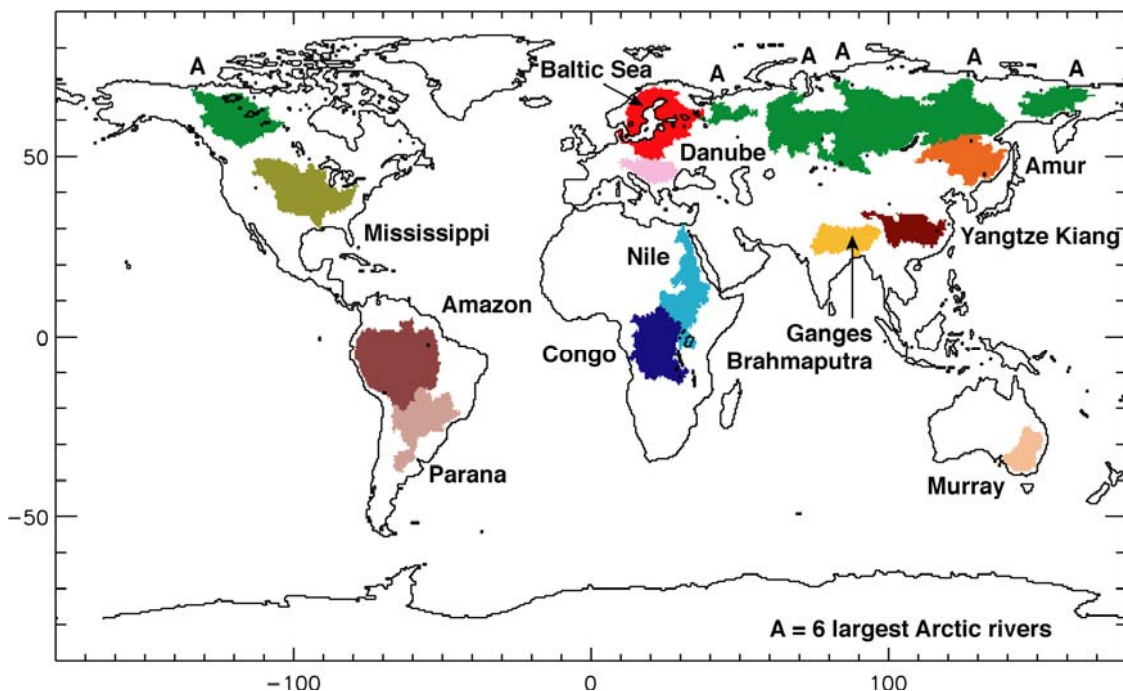 A
A
A
A
A
A
Baltic Sea
50
Danube
Amur
Mississippi
Yangtze Kiang
Nile
Amazon
0
Congo
Ganges
Brahmaputra
Parana
Murray
−50
A = 6 largest Arctic rivers
−100
0
100